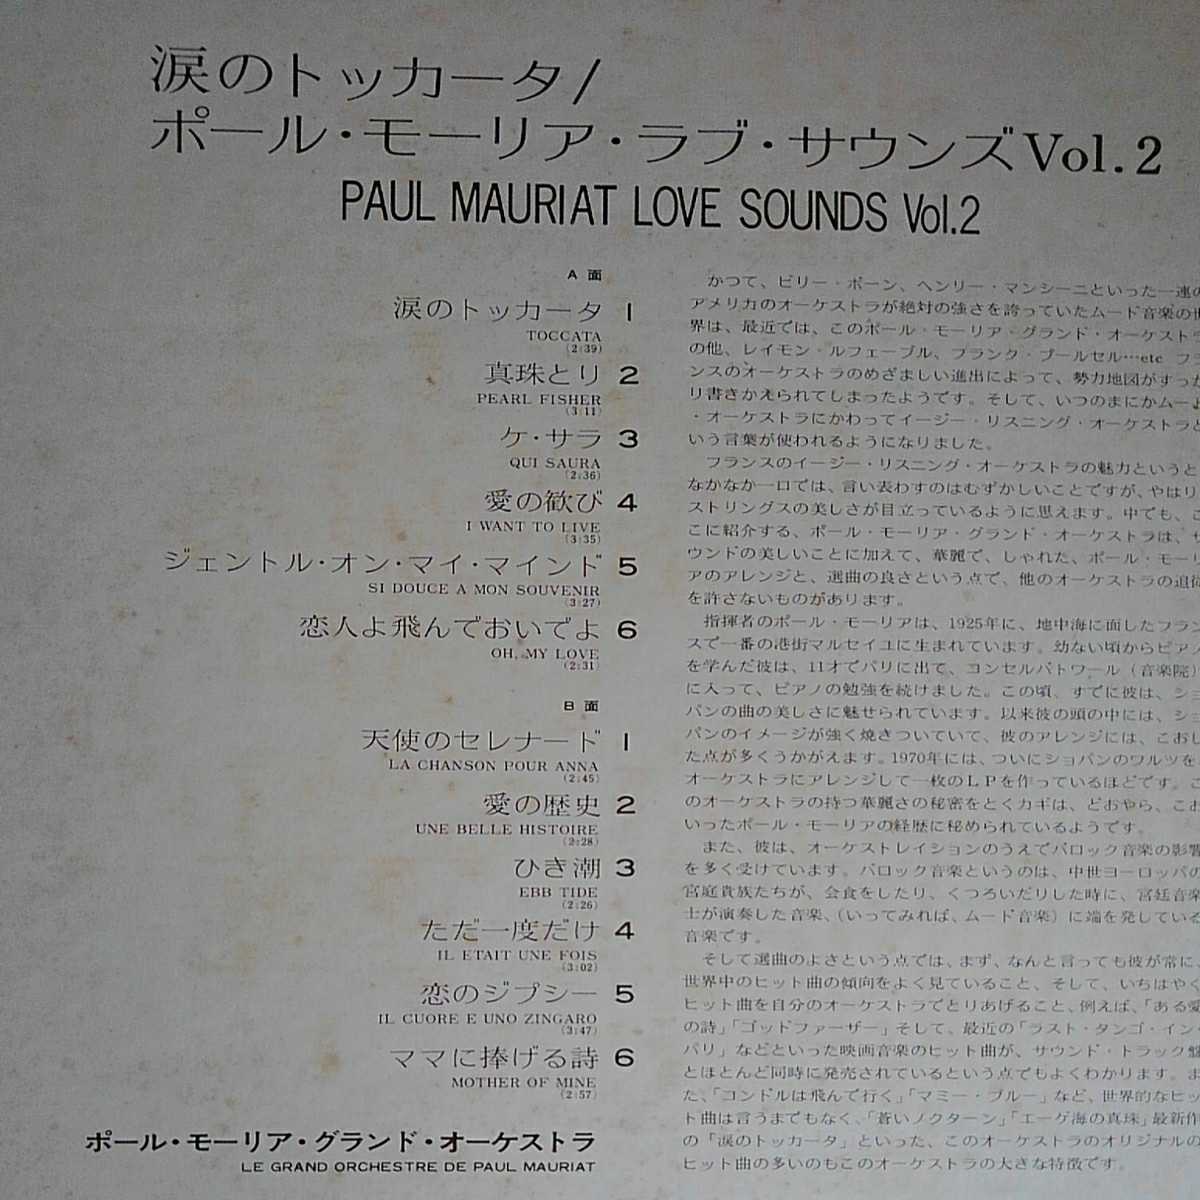 涙のトッカータ/
ポール・モーリア・ラブ・サウンズVol.2
PAUL MAURIAT LOVE SOUNDS Vol.2
A面
涙のトッカータ 1
TOCCATA
(2:39)
真珠とり 2
PEARL FISHER
(3:11)
ケ・サラ 3
QUI SAURA
(2:36)
愛の歓び 4
I WANT TO LIVE
(3:35)
ジェントル・オン・マイ・マインド 5
SI DOUCE A MON SOUVENIR
(3:27)
恋人よ飛んでおいでよ 6
OH, MY LOVE
(2:31)
B面
天使のセレナード 1
LA CHANSON POUR ANNA
(2:45)
愛の歴史 2
UNE BELLE HISTOIRE
(2:28)
ひき潮 3
EBB TIDE
(2:26)
ただ一度だけ 4
IL ETAIT UNE FOIS
(3:02)
恋のジプシー 5
IL CUORE E UNO ZINGARO
(3:47)
ママに捧げる詩 6
MOTHER OF MINE
(2:57)
ポール・モーリア・グランド・オーケストラ
LE GRAND ORCHESTRE DE PAUL MAURIAT
かつて、ビリー・ボーン、ヘンリー・マンシーニといった一連の
アメリカのオーケストラが絶対の強さを誇っていたムード音楽の世
界は、最近では、このポール・モーリア・グランド・オーケストラ
の他、レイモン・ルフェーブル、フランク・プールセル…etc フラ
ンスのオーケストラのめざましい進出によって、勢力地図がすっか
り書きかえられてしまったようです。そして、いつのまにかムード
・オーケストラにかわってイージー・リスニング・オーケストラと
いう言葉が使われるようになりました。
フランスのイージー・リスニング・オーケストラの魅力というと
なかなか一口では、言い表わすのはむずかしいことですが、やはり
ストリングスの美しさが目立っているように思えます。中でも、こ
こに紹介する、ポール・モーリア・グランド・オーケストラは、サ
ウンドの美しいことに加えて、華麗で、しゃれた、ポール・モーリ
アのアレンジと、選曲の良さという点で、他のオーケストラの追従
を許さないものがあります。
指揮者のポール・モーリアは、1925年に、地中海に面したフラン
スで一番の港街マルセイユに生まれています。幼ない頃からピアノ
を学んだ彼は、11才でパリに出て、コンセルバトワール（音楽院）
に入って、ピアノの勉強を続けました。この頃、すでに彼は、ショ
パンの曲の美しさに魅せられています。以来彼の頭の中には、ショ
パンのイメージが強く焼きついていて、彼のアレンジには、こおし
た点が多くうかがえます。1970年には、ついにショパンのワルツを
オーケストラにアレンジして一枚のLPを作っているほどです。こ
のオーケストラの持つ華麗さの秘密をとくカギは、どおやら、こお
いったポール・モーリアの経歴に秘められているようです。
また、彼は、オーケストレイションのうえでバロック音楽の影響
を多く受けています。バロック音楽というのは、中世ヨーロッパの
宮庭貴族たちが、会食をしたり、くつろいだりした時に、宮廷音楽
士が演奏した音楽、（いってみれば、ムード音楽）に端を発している
音楽です。
そして選曲のよさという点では、まず、なんと言っても彼が常に、
世界中のヒット曲の傾向をよく見ていること、そして、いちはやく
ヒット曲を自分のオーケストラでとりあげること、例えば、「ある愛
の詩」「ゴッドファーザー」そして、最近の「ラスト・タンゴ・イン・
パリ」などといった映画音楽のヒット曲が、サウンド・トラック盤
とほとんど同時に発売されているという点でもよくわかります。ま
た、「コンドルは飛んで行く」「マミー・ブルー」など、世界的なヒッ
ト曲は言うまでもなく、「蒼いノクターン」「エーゲ海の真珠」最新作
の「涙のトッカータ」といった、このオーケストラのオリジナルの
ヒット曲の多いのもこのオーケストラの大きな特徴です。